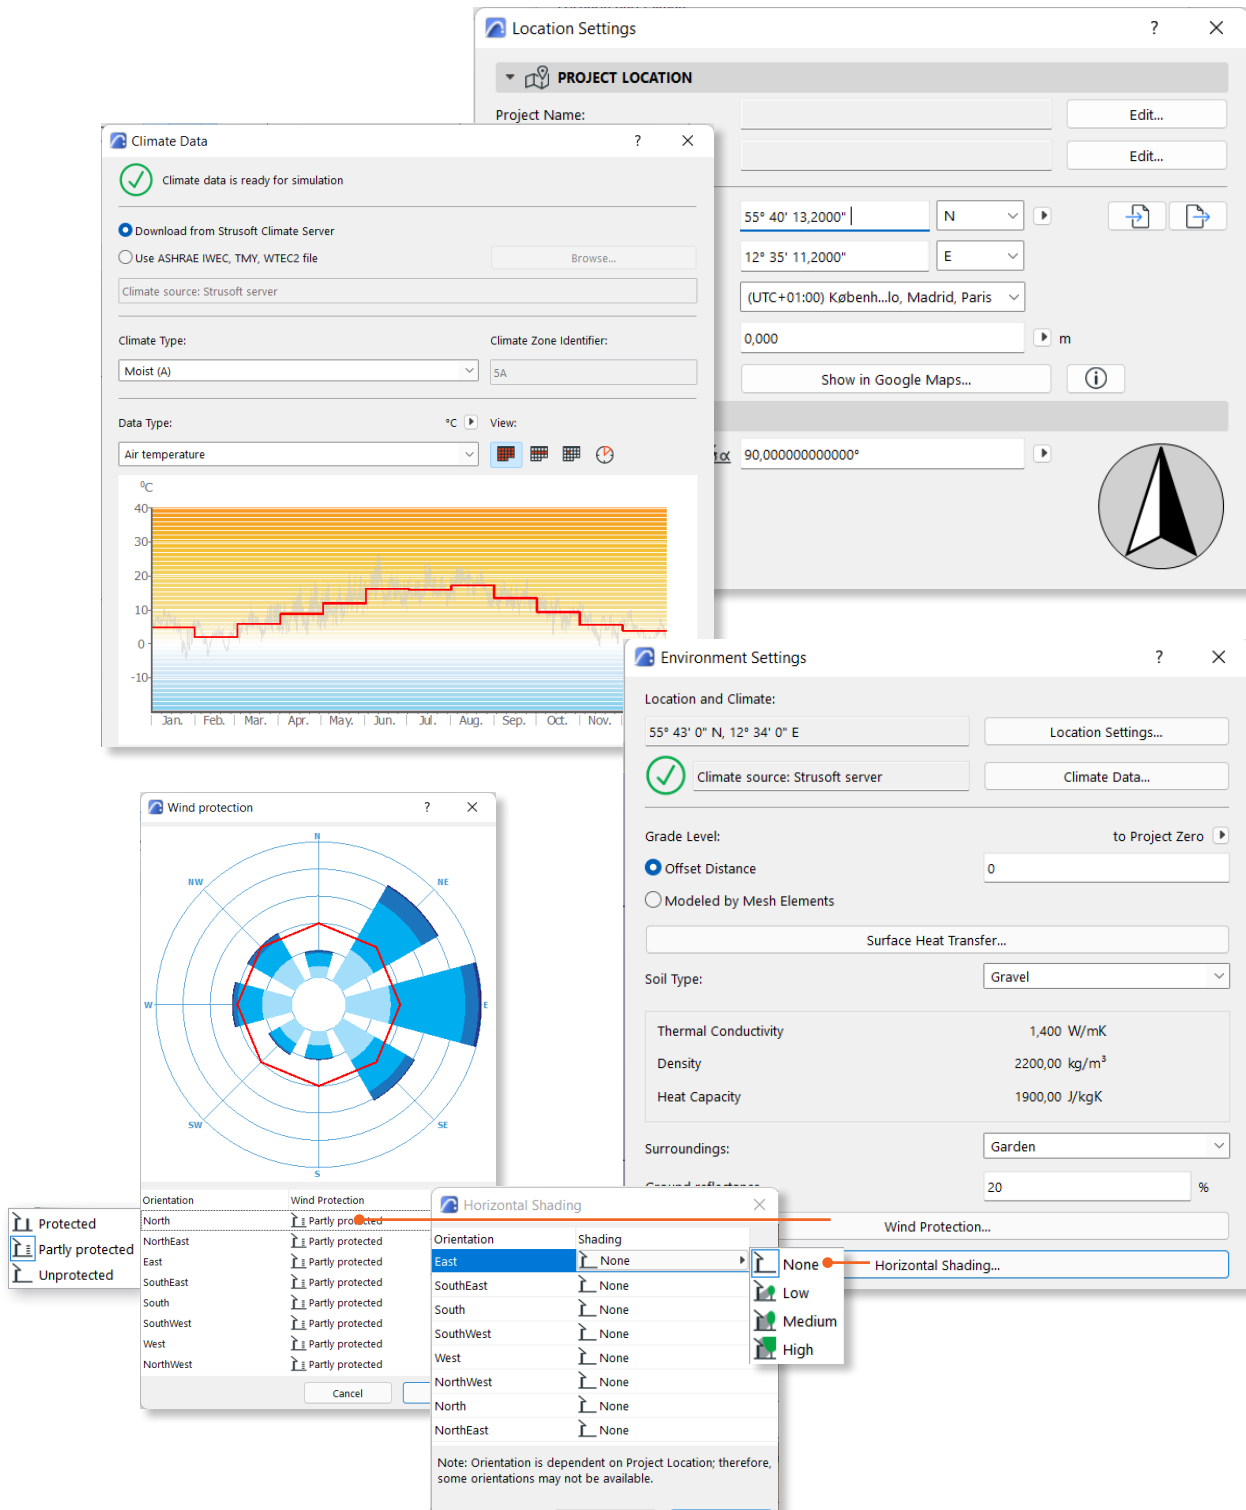 Location Settings
?
PROJECT LOCATION
Project Name:
Edit...
Edit...
55° 40' 13,2000"
N
12° 35' 11,2000"
E
(UTC+01:00) Københ...lo, Madrid, Paris
0,000
m
Show in Google Maps...
α
90,000000000000°
Climate Data
?
Climate data is ready for simulation
Download from Strusoft Climate Server
Use ASHRAE IWEC, TMY, WTEC2 file
Browse...
Climate source: Strusoft server
Climate Type:
Climate Zone Identifier:
Moist (A)
5A
Data Type:
°C
View:
Air temperature
°C
40
30
20
10
0
-10
Jan. Feb. Mar. Apr. May. Jun. Jul. Aug. Sep. Oct. Nov.
Environment Settings
?
Location and Climate:
55° 43' 0" N, 12° 34' 0" E
Location Settings...
Climate source: Strusoft server
Climate Data...
Grade Level:
to Project Zero
Offset Distance
0
Modeled by Mesh Elements
Surface Heat Transfer...
Soil Type:
Gravel
Thermal Conductivity
1,400 W/mK
Density
2200,00 kg/m³
Heat Capacity
1900,00 J/kgK
Surroundings:
Garden
20
%
Wind Protection...
Horizontal Shading...
Wind protection
?
N
NW
NE
W
E
SW
SE
S
Orientation
Wind Protection
North
Partly protected
NorthEast
Partly protected
East
Partly protected
SouthEast
Partly protected
South
Partly protected
SouthWest
Partly protected
West
Partly protected
NorthWest
Partly protected
Cancel
Protected
Partly protected
Unprotected
Horizontal Shading
Orientation
Shading
East
None
SouthEast
None
South
None
SouthWest
None
West
None
NorthWest
None
North
None
NorthEast
None
Note: Orientation is dependent on Project Location; therefore,
some orientations may not be available.
None
Low
Medium
High